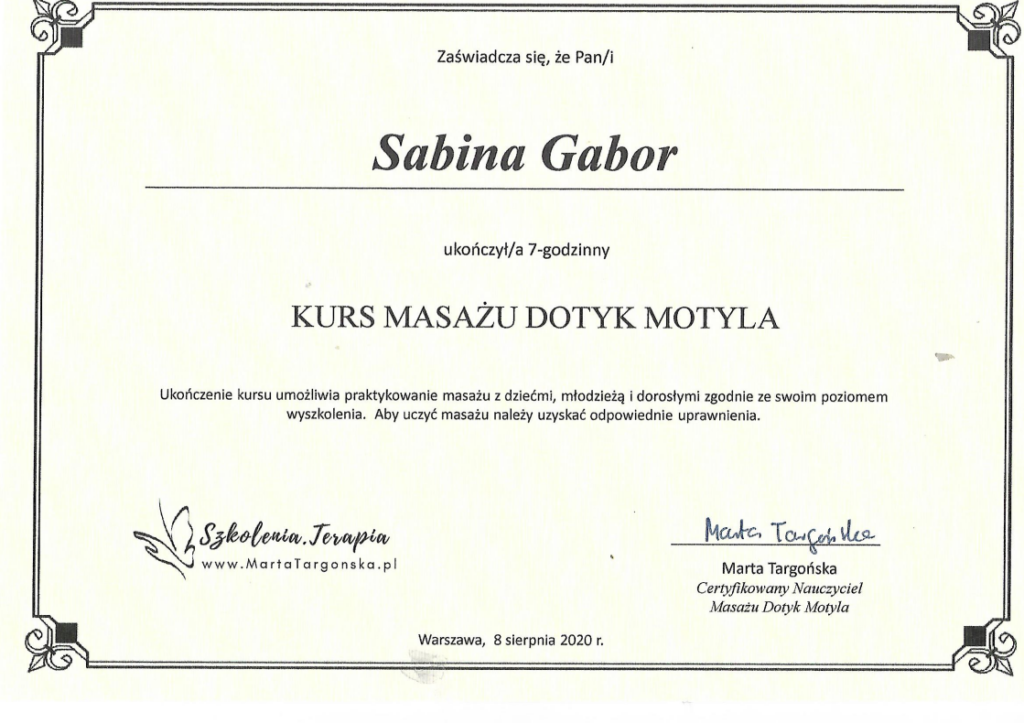 Zaświadcza się, że Pan/i
Sabina Gabor
ukończył/a 7-godzinny
KURS MASAŻU DOTYK MOTYLA
Ukończenie kursu umożliwia praktykowanie masażu z dziećmi, młodzieżą i dorosłymi zgodnie ze swoim poziomem
wyszkolenia. Aby uczyć masażu należy uzyskać odpowiednie uprawnienia.
Szkolenia.Terapia
www.MartaTargonska.pl
Marta Targońska
Marta Targońska
Certyfikowany Nauczyciel
Masażu Dotyk Motyla
Warszawa, 8 sierpnia 2020 r.